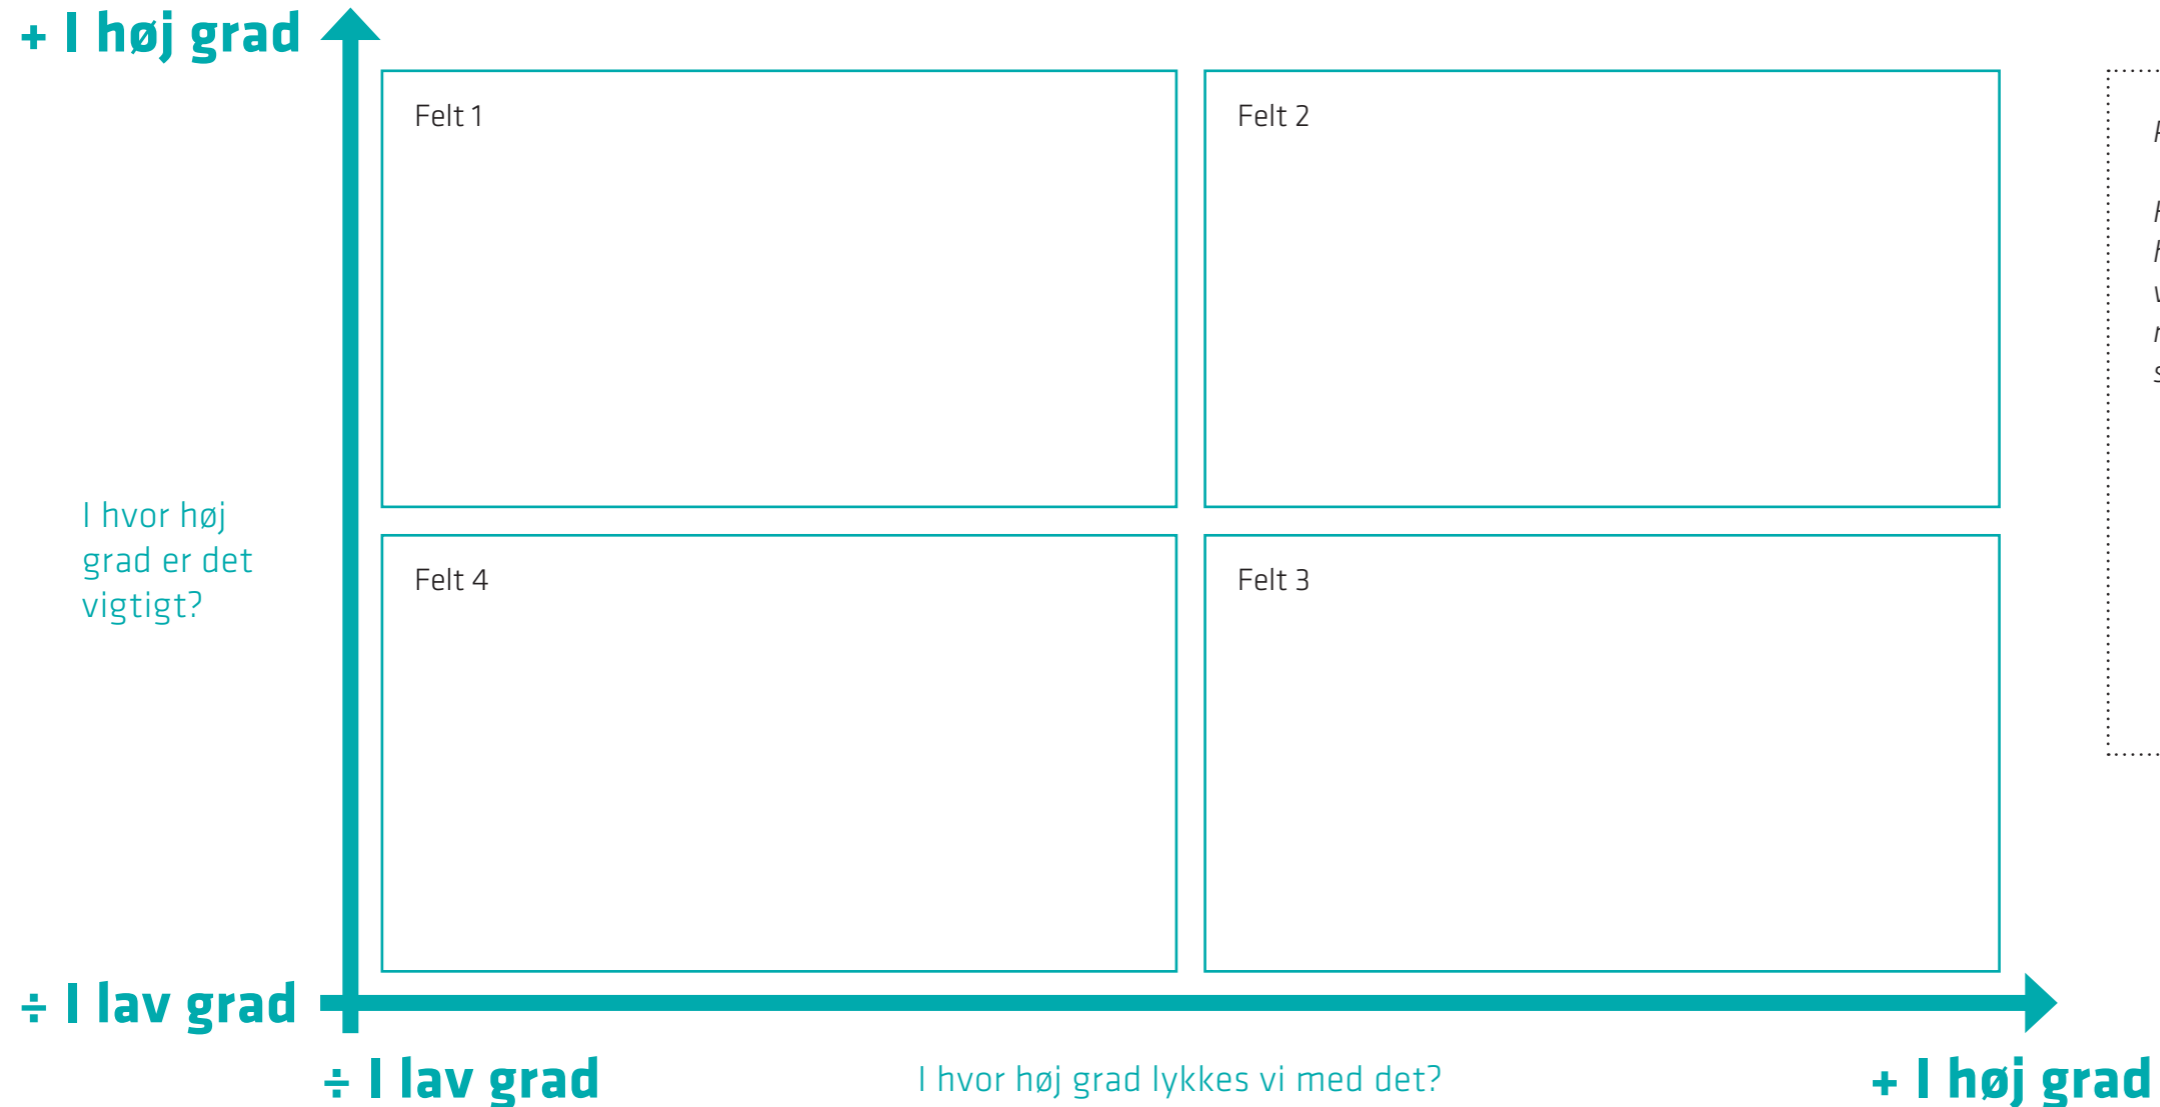 + I høj grad
Felt 1
Felt 2
I hvor høj
grad er det
vigtigt?
Felt 4
Felt 3
÷ I lav grad
÷ I lav grad
I hvor høj grad lykkes vi med det?
+ I høj grad